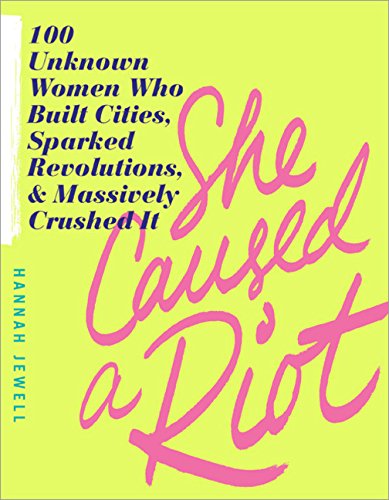 100
Unknown
Women Who
Built Cities,
Sparked
Revolutions,
& Massively
Crushed It
She
Caused
a Riot
HANNAH JEWELL